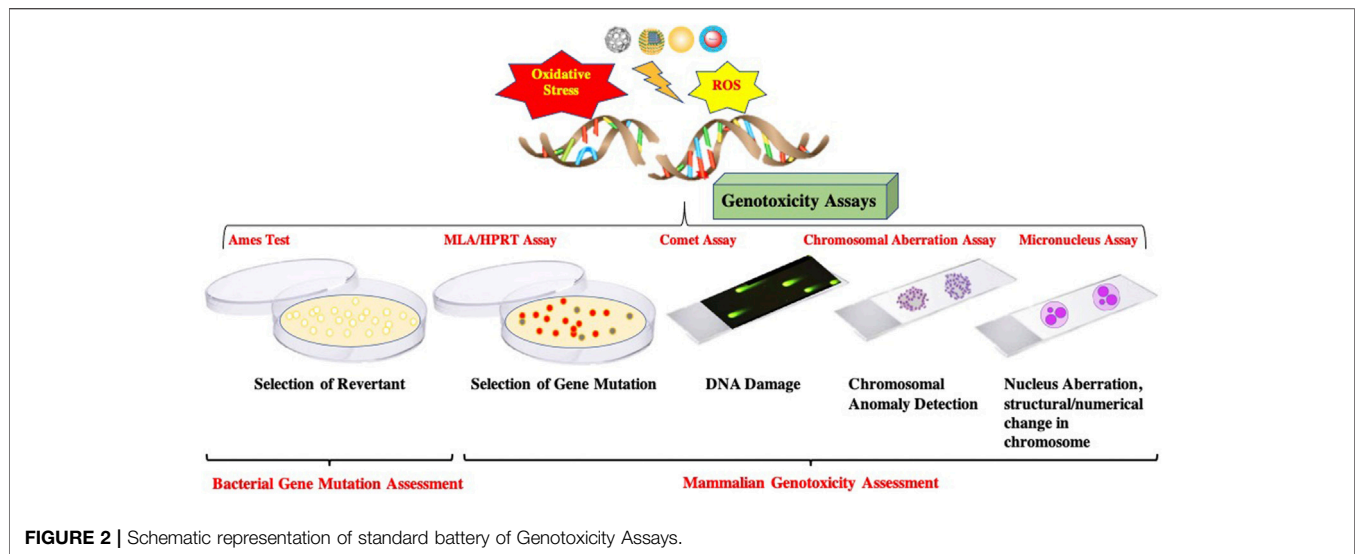 Oxidative
Stress
ROS
Genotoxicity Assays
Ames Test
MLA/HPRT Assay
Comet Assay
Chromosomal Aberration Assay
Micronucleus Assay
Selection of Revertant
Selection of Gene Mutation
DNA Damage
Chromosomal
Anomaly Detection
Nucleus Aberration,
structural/numerical
change in
chromosome
Bacterial Gene Mutation Assessment
Mammalian Genotoxicity Assessment
FIGURE 2 | Schematic representation of standard battery of Genotoxicity Assays.